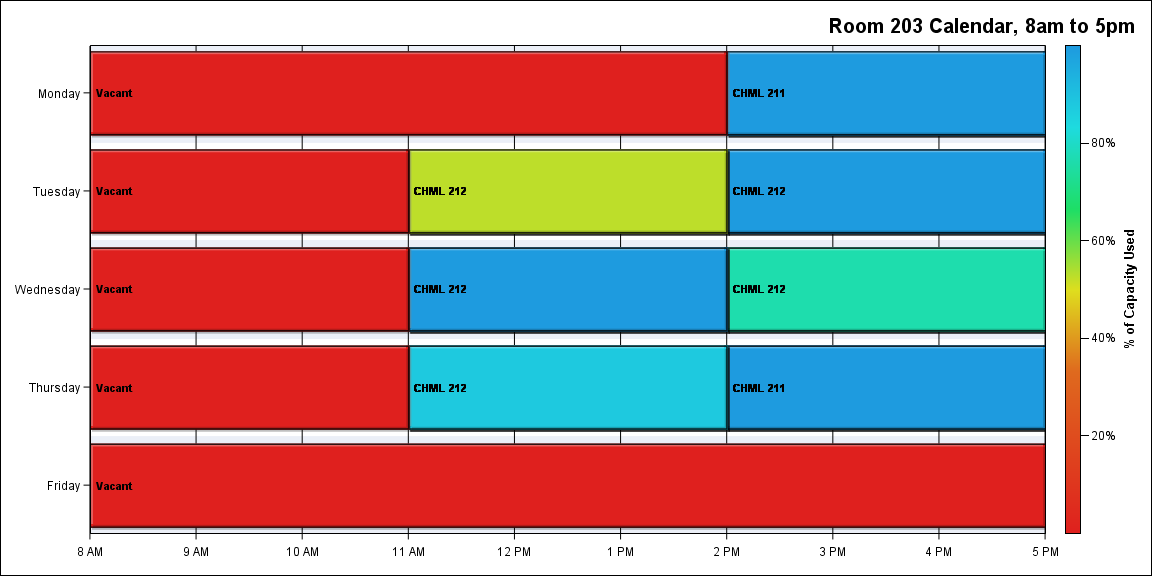 Room 203 Calendar, 8am to 5pm
Monday
Vacant
CHML 211
Tuesday
Vacant
CHML 212
CHML 212
Wednesday
Vacant
CHML 212
CHML 212
Thursday
Vacant
CHML 212
CHML 211
Friday
Vacant
8 AM
9 AM
10 AM
11 AM
12 PM
1 PM
2 PM
3 PM
4 PM
5 PM
80%
60%
40%
20%
% of Capacity Used